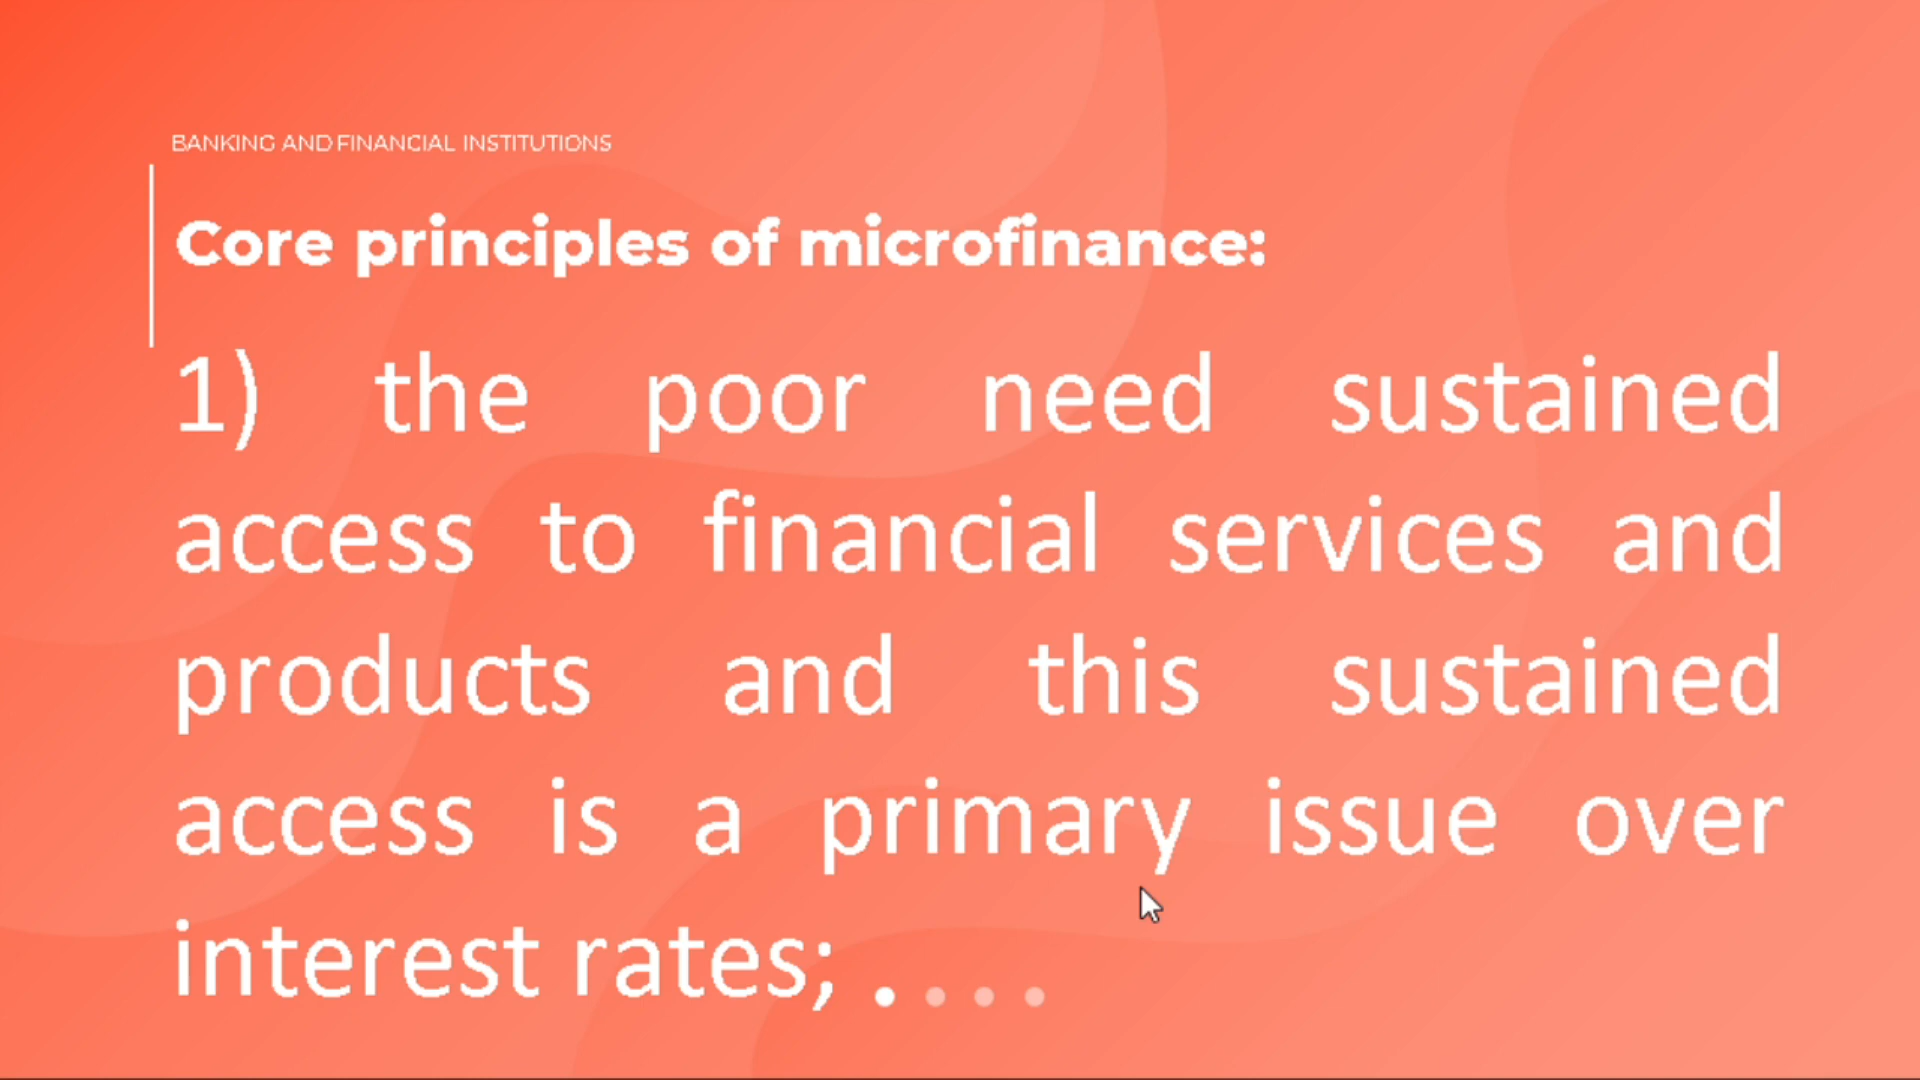 BANKING AND FINANCIAL INSTITUTIONS
Core principles of microfinance:
1) the poor need sustained
access to financial services and
products and this sustained
access is a primary issue over
interest rates;